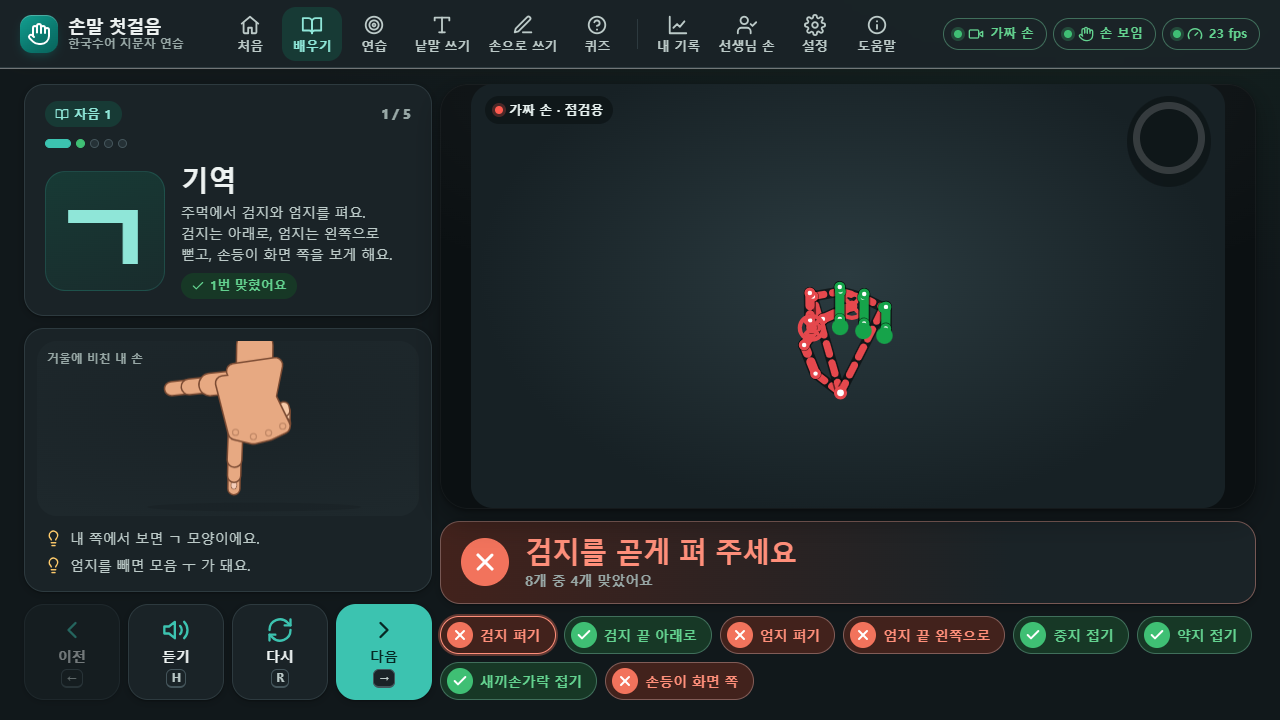 손말 첫걸음
한국수어 지문자 연습
처음
배우기
연습
낱말 쓰기
손으로 쓰기
퀴즈
내 기록
선생님 손
설정
도움말
가짜 손
손 보임
23 fps
자음 1
1 / 5
ㄱ
기역
주먹에서 검지와 엄지를 펴요.
검지는 아래로, 엄지는 왼쪽으로
뻗고, 손등이 화면 쪽을 보게 해요.
1번 맞혔어요
거울에 비친 내 손
내 쪽에서 보면 ㄱ 모양이에요.
엄지를 빼면 모음 ㅜ 가 돼요.
이전
←
듣기
H
다시
R
다음
→
가짜 손 · 점검용
검지를 곧게 펴 주세요
8개 중 4개 맞았어요
검지 펴기
검지 끝 아래로
엄지 펴기
엄지 끝 왼쪽으로
중지 접기
약지 접기
새끼손가락 접기
손등이 화면 쪽